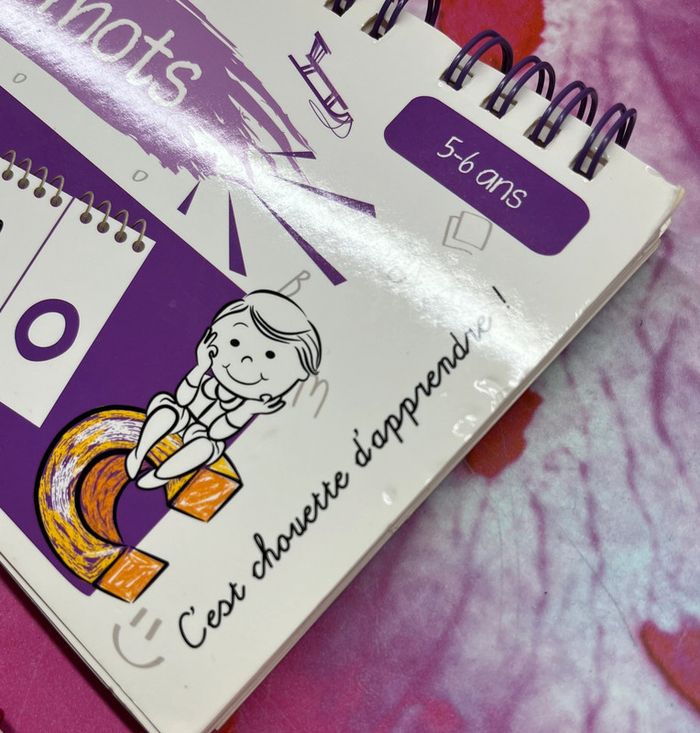 mots
5-6 ans
O
C'est chouette d'apprendre !